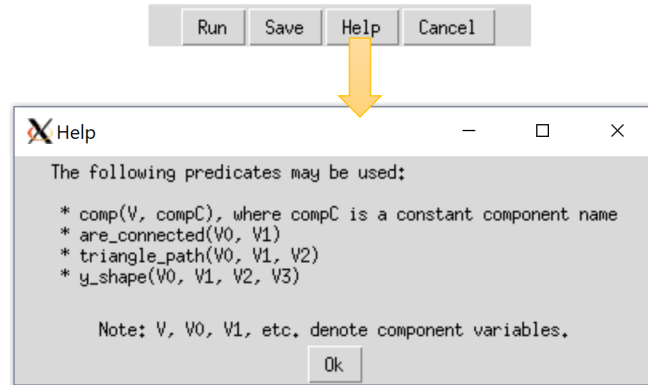 Run Save Help Cancel
Help
The following predicates may be used:
* comp(V, compC), where compC is a constant component name
* are_connected(V0, V1)
* triangle_path(V0, V1, V2)
* y_shape(V0, V1, V2, V3)
Note: V, V0, V1, etc. denote component variables.
Ok